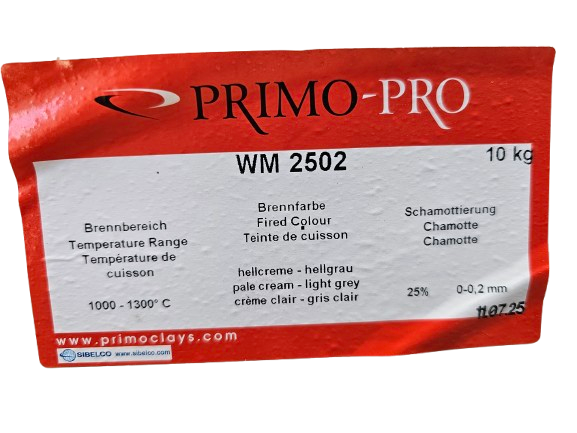 PRIMO-PRO
WM 2502
10 kg
Brennbereich
Temperature Range
Température de
cuisson
1000 - 1300° C
Brennfarbe
Fired Colour
Teinte de cuisson
hellcreme - hellgrau
pale cream - light grey
crème clair - gris clair
Schamottierung
Chamotte
Chamotte
25% 0-0,2 mm
11.07.25
www.primoclays.com
SIBELCO www.sibelco.com